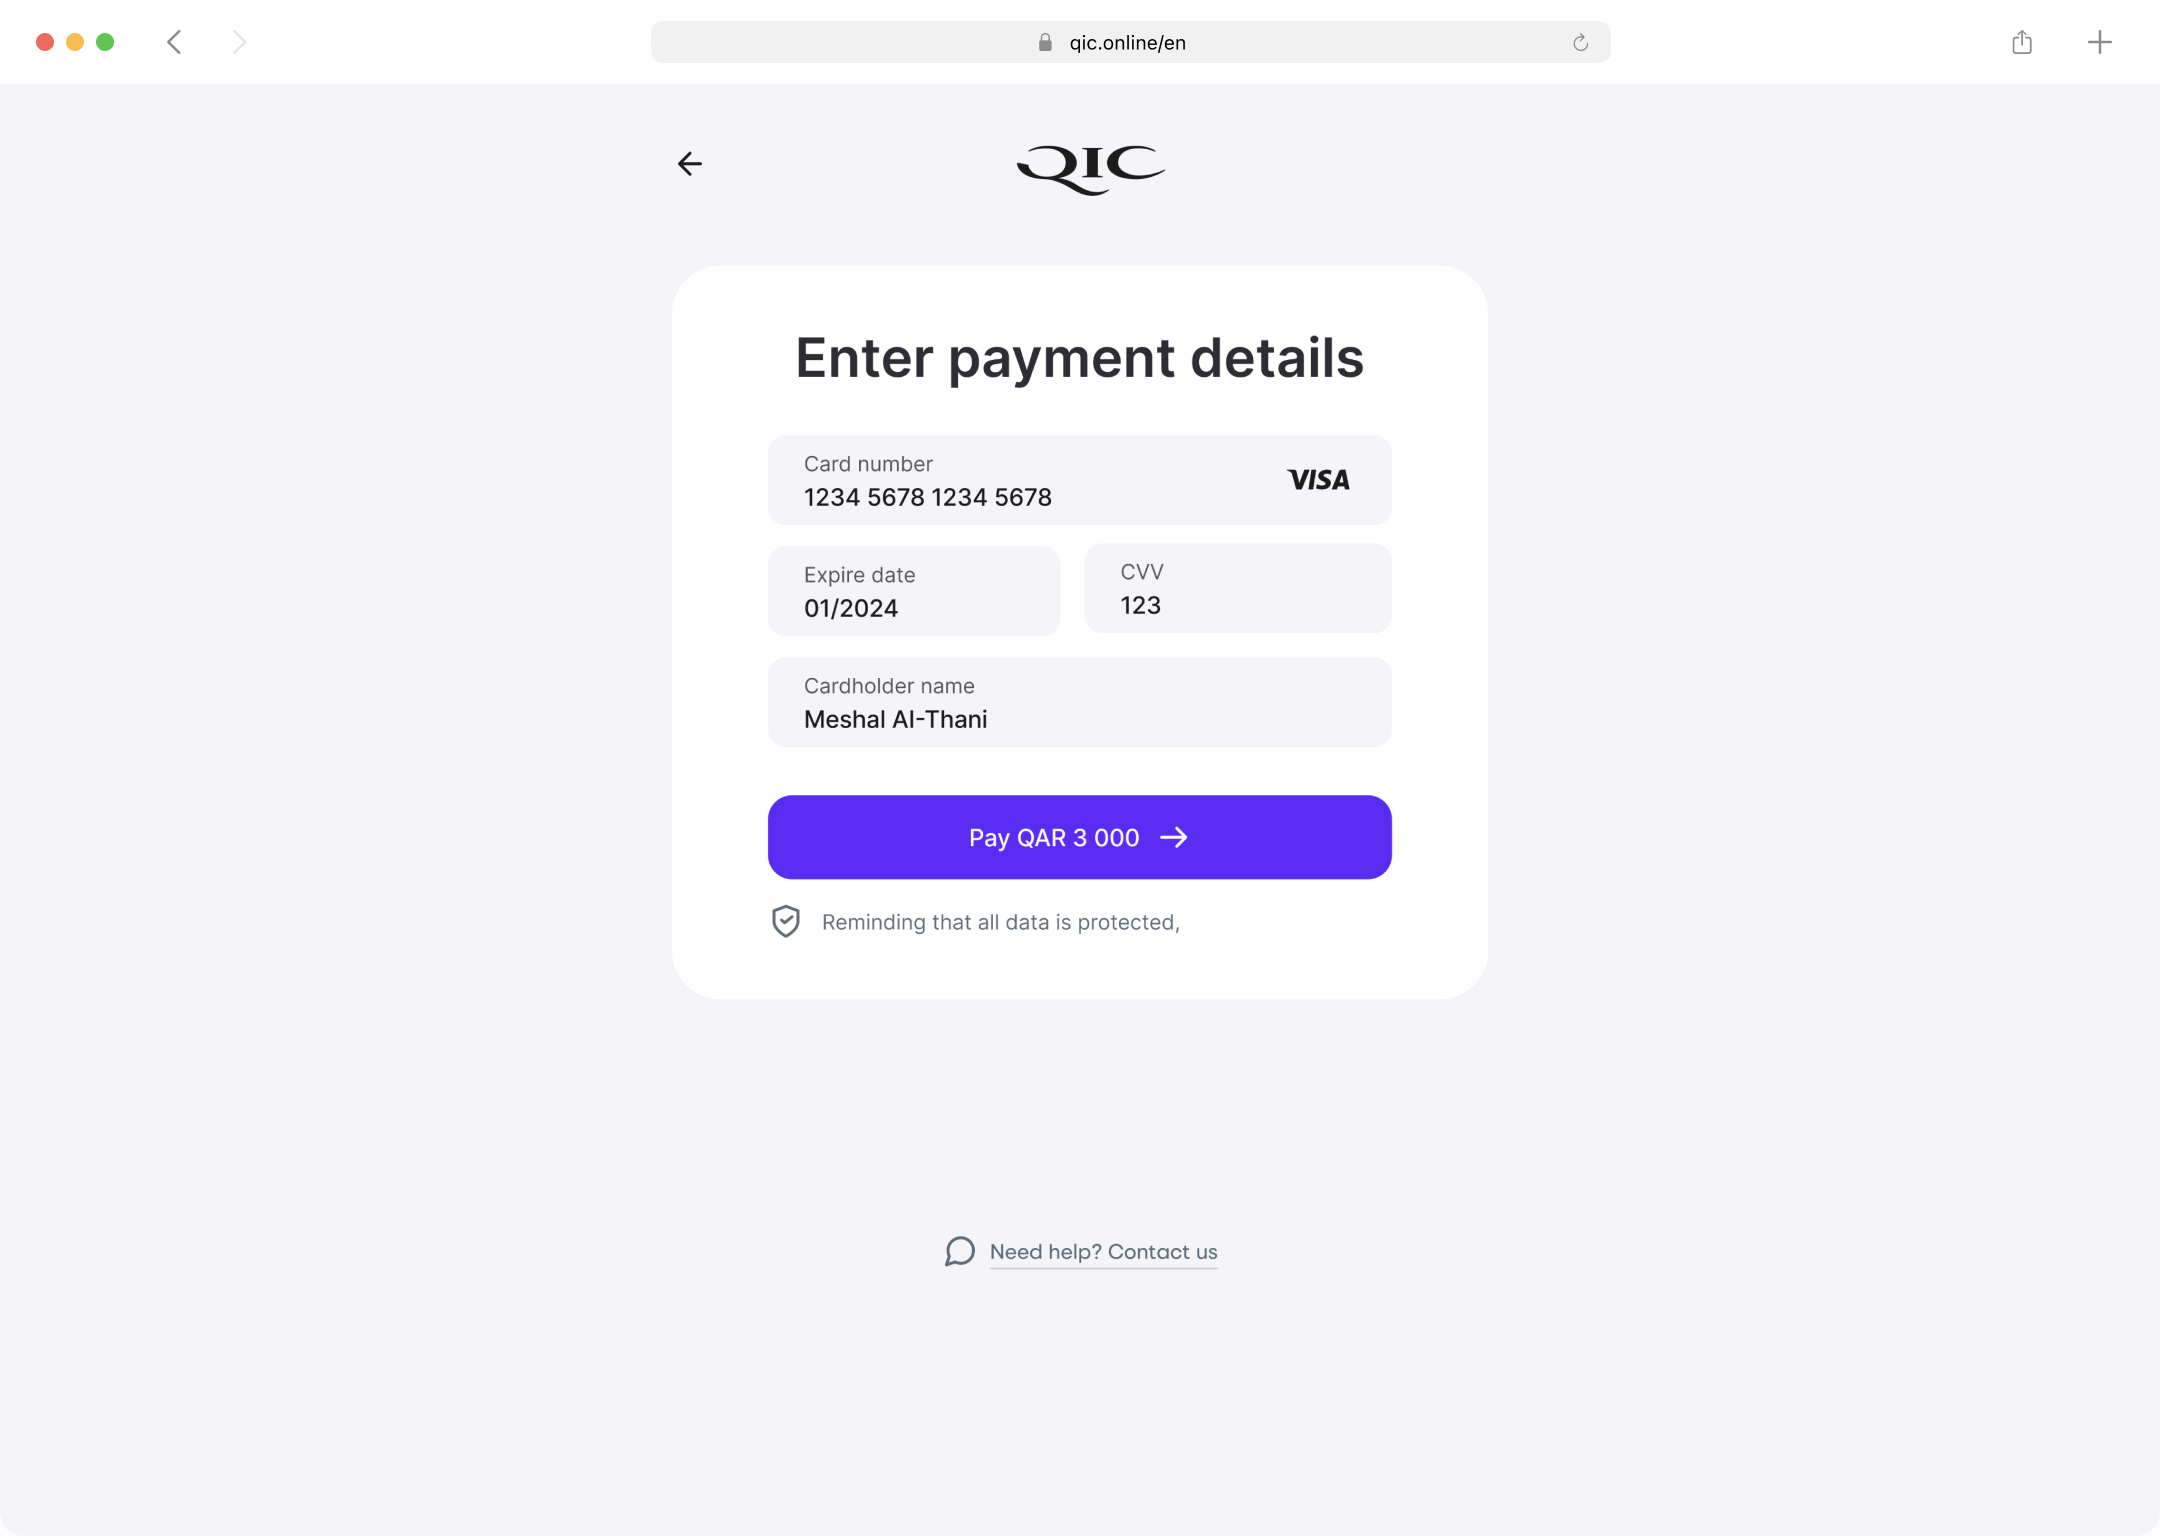 qic.online/en
QIC
Enter payment details
Card number
1234 5678 1234 5678
VISA
Expire date
01/2024
CVV
123
Cardholder name
Meshal Al-Thani
Pay QAR 3 000
Reminding that all data is protected,
Need help? Contact us